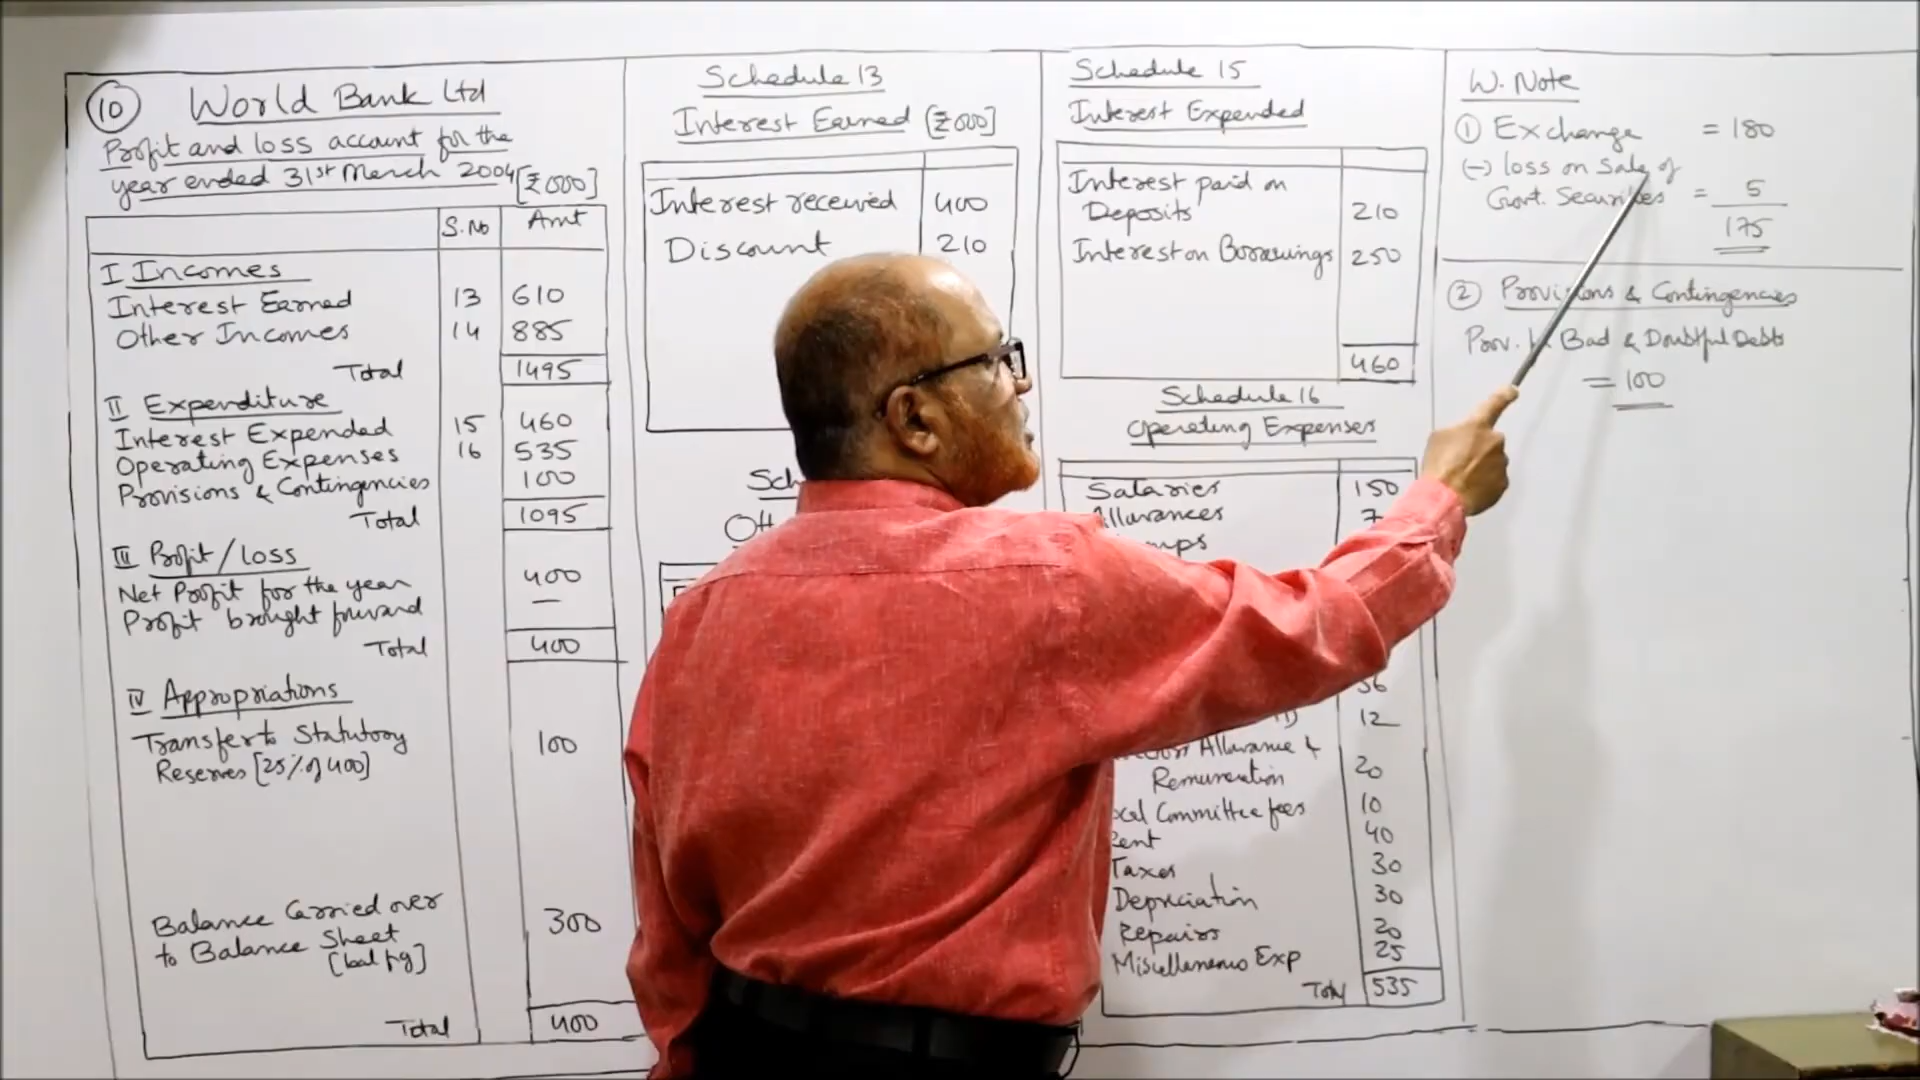 10 World Bank Ltd
Profit and loss account for the
year ended 31st March 2004 [₹000]
S.No Amt
I Incomes
Interest Earned 13 610
Other Incomes 14 885
Total 1495
II Expenditure
Interest Expended 15 460
Operating Expenses 16 535
Provisions & Contingencies 100
Total 1095
III Profit/loss
Net Profit for the year 400
Profit brought forward —
Total 400
IV Appropriations
Transfer to Statutory 100
Reserves [25% of 400]
Balance Carried over 300
to Balance Sheet
[bal fg]
Total 400
Schedule 13
Interest Earned [₹000]
Interest received 400
Discount 210
Schedule 15
Interest Expended
Interest paid on
Deposits 210
Interest on Borrowings 250
460
Schedule 16
Operating Expenses
Salaries 150
Allowances
12
Allowance &
Remuneration 20
Committee fees 10
40
Taxes 30
Depreciation 30
Repairs 20
Miscellaneous Exp 25
Total 535
W. Note
1 Exchange = 180
(-) loss on Sale of
Govt. Securities = 5
175
2 Provisions & Contingencies
Prov. Bad & Doubtful Debts
= 100